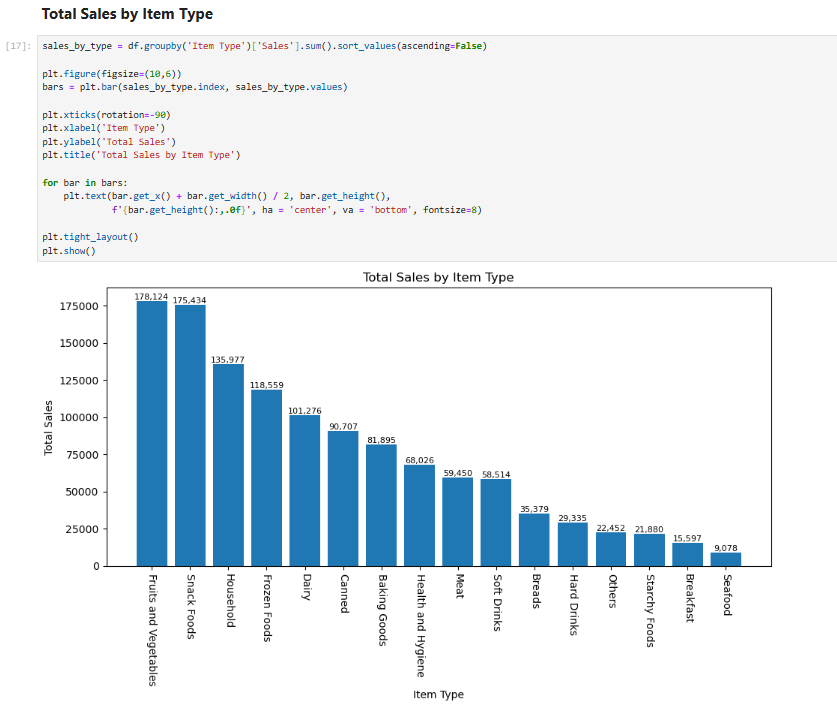 Total Sales by Item Type
[17]: sales_by_type = df.groupby('Item Type')['Sales'].sum().sort_values(ascending=False)
plt.figure(figsize=(10,6))
bars = plt.bar(sales_by_type.index, sales_by_type.values)
plt.xticks(rotation=-90)
plt.xlabel('Item Type')
plt.ylabel('Total Sales')
plt.title('Total Sales by Item Type')
for bar in bars:
    plt.text(bar.get_x() + bar.get_width() / 2, bar.get_height(),
             f'{bar.get_height():,.0f}', ha = 'center', va = 'bottom', fontsize=8)
plt.tight_layout()
plt.show()
Total Sales by Item Type
178,124
175,434
135,977
118,559
101,276
90,707
81,895
68,026
59,450
58,514
35,379
29,335
22,452
21,880
15,597
9,078
175000
150000
125000
100000
75000
50000
25000
0
Total Sales
Fruits and Vegetables
Snack Foods
Household
Frozen Foods
Dairy
Canned
Baking Goods
Health and Hygiene
Meat
Soft Drinks
Breads
Hard Drinks
Others
Starchy Foods
Breakfast
Seafood
Item Type